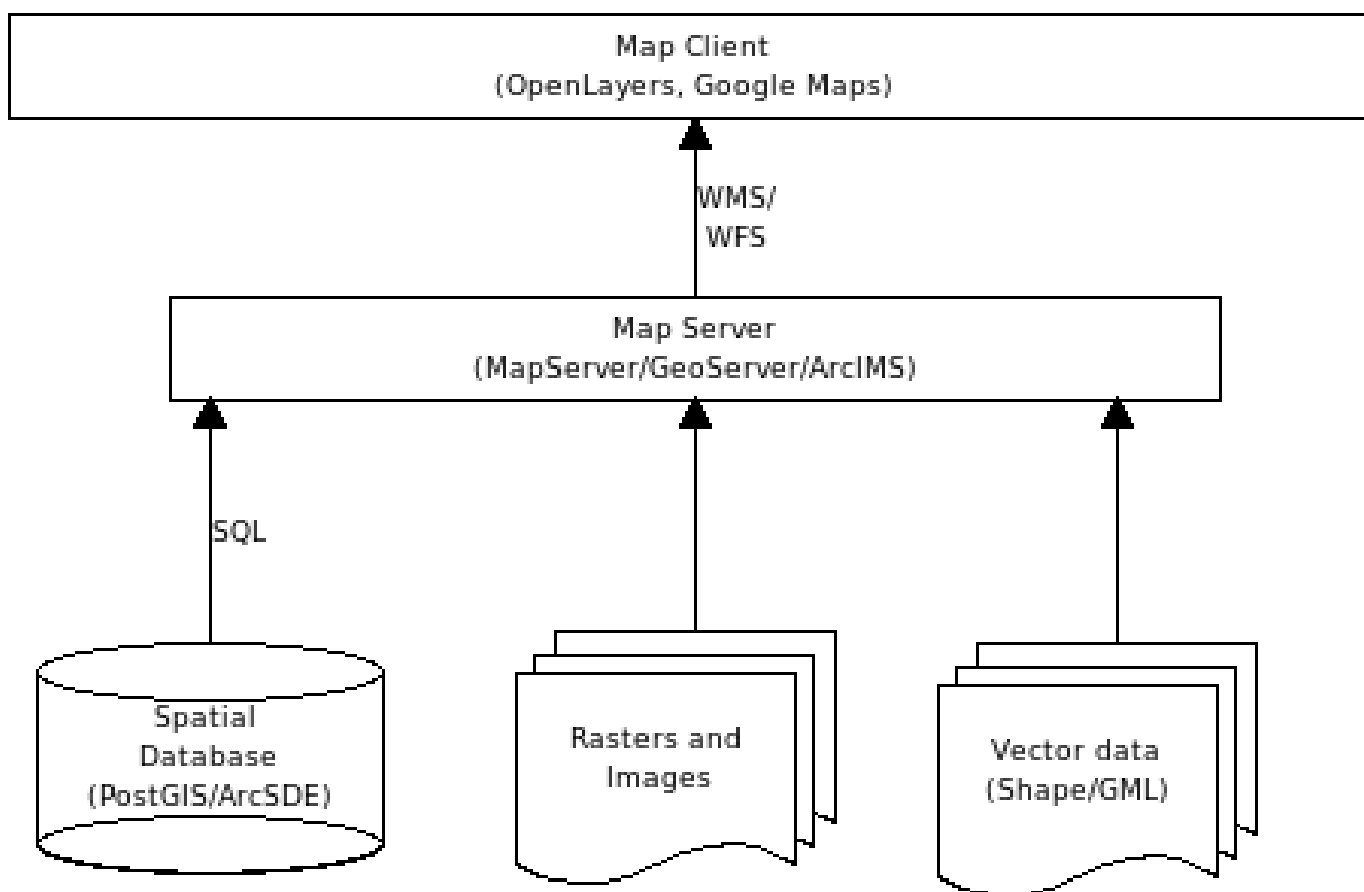 Map Client
(OpenLayers, Google Maps)
WMS/
WFS
Map Server
(MapServer/GeoServer/ArcIMS)
SQL
Spatial
Database
(PostGIS/ArcSDE)
Rasters and
Images
Vector data
(Shape/GML)